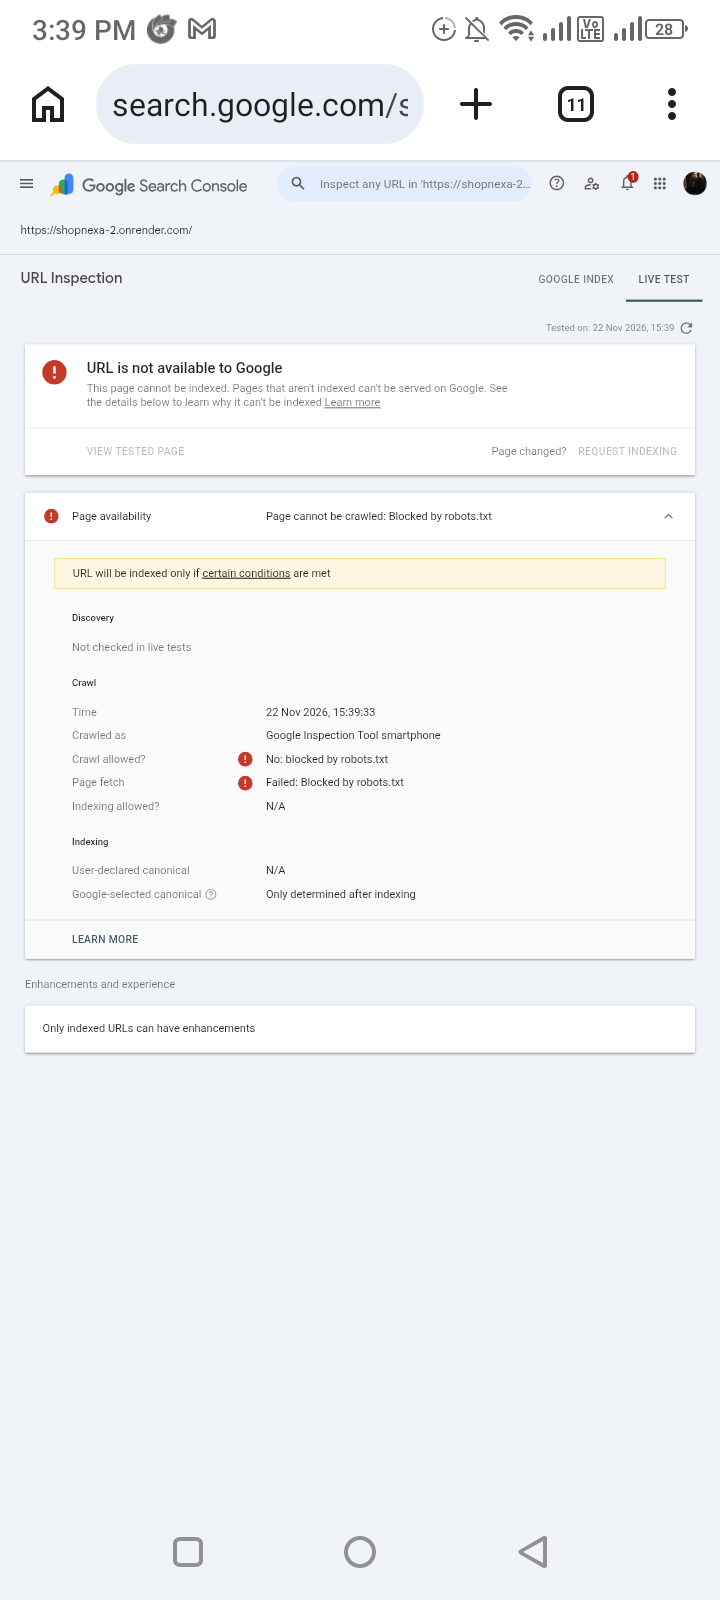 3:39 PM
Vo LTE
28
search.google.com/s
11
Google Search Console
Inspect any URL in 'https://shopnexa-2...
1
https://shopnexa-2.onrender.com/
URL Inspection
GOOGLE INDEX
LIVE TEST
Tested on: 22 Nov 2026, 15:39
URL is not available to Google
This page cannot be indexed. Pages that aren't indexed can't be served on Google. See
the details below to learn why it can't be indexed Learn more
VIEW TESTED PAGE
Page changed?
REQUEST INDEXING
Page availability
Page cannot be crawled: Blocked by robots.txt
URL will be indexed only if certain conditions are met
Discovery
Not checked in live tests
Crawl
Time
22 Nov 2026, 15:39:33
Crawled as
Google Inspection Tool smartphone
Crawl allowed?
No: blocked by robots.txt
Page fetch
Failed: Blocked by robots.txt
Indexing allowed?
N/A
Indexing
User-declared canonical
N/A
Google-selected canonical
Only determined after indexing
LEARN MORE
Enhancements and experience
Only indexed URLs can have enhancements